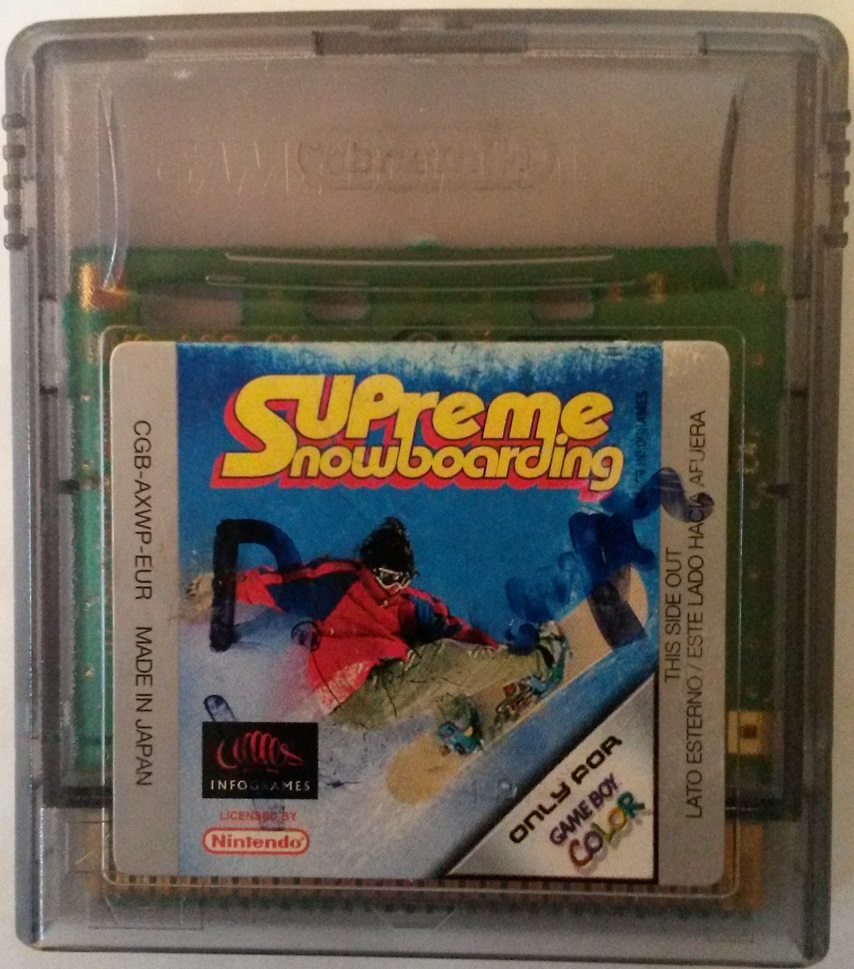 SUPreme
Snowboarding
CGB-AXWP-EUR MADE IN JAPAN
THIS SIDE OUT
LATO ESTERNO / ESTE LADO HACIA AFUERA
INFOGRAMES
LICENSED BY
Nintendo
ONLY FOR
GAME BOY
COLOR